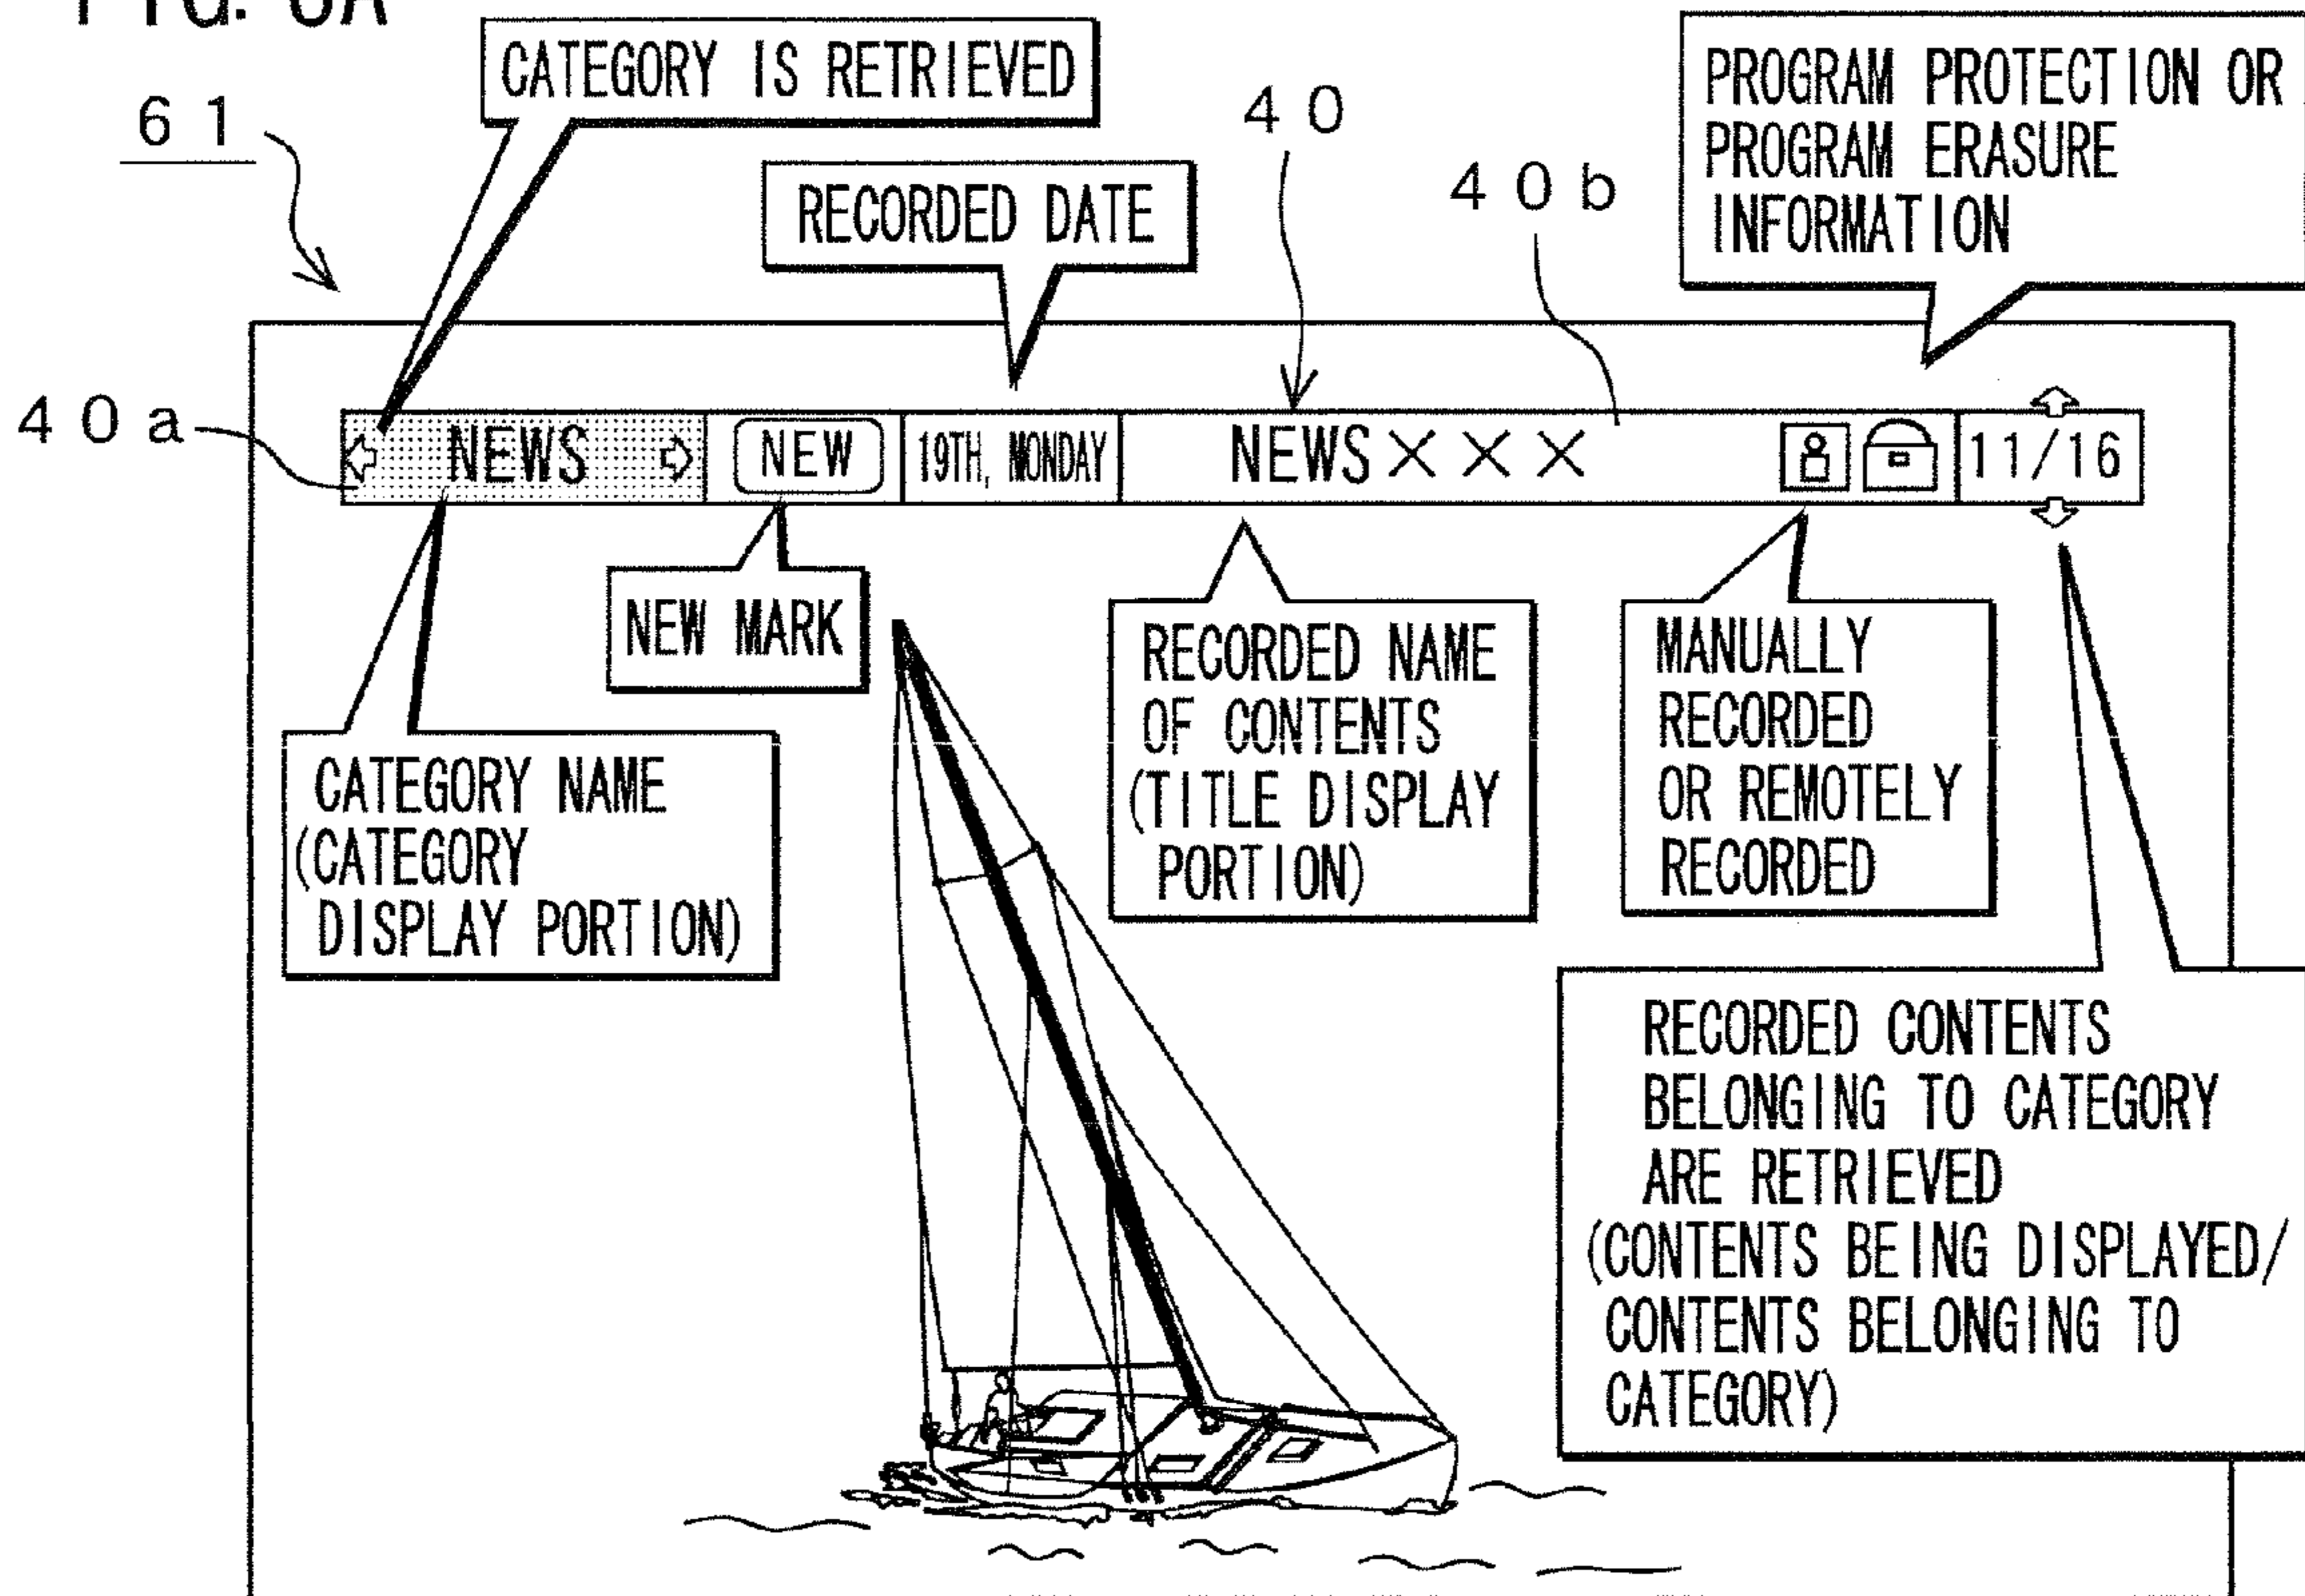 CATEGORY IS RETRIEVED
61
RECORDED DATE
40
40b
PROGRAM PROTECTION OR
PROGRAM ERASURE
INFORMATION
40a
NEWS
NEW
19TH, MONDAY
NEWS×××
11/16
NEW MARK
CATEGORY NAME
(CATEGORY
DISPLAY PORTION)
RECORDED NAME
OF CONTENTS
(TITLE DISPLAY
PORTION)
MANUALLY
RECORDED
OR REMOTELY
RECORDED
RECORDED CONTENTS
BELONGING TO CATEGORY
ARE RETRIEVED
(CONTENTS BEING DISPLAYED/
CONTENTS BELONGING TO
CATEGORY)